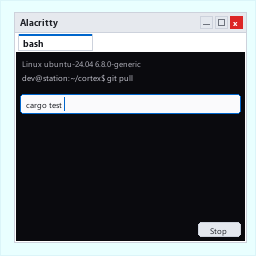 Alacritty
bash
Linux ubuntu-24.04 6.8.0-generic
dev@station:~/cortex$ git pull
cargo test
Stop